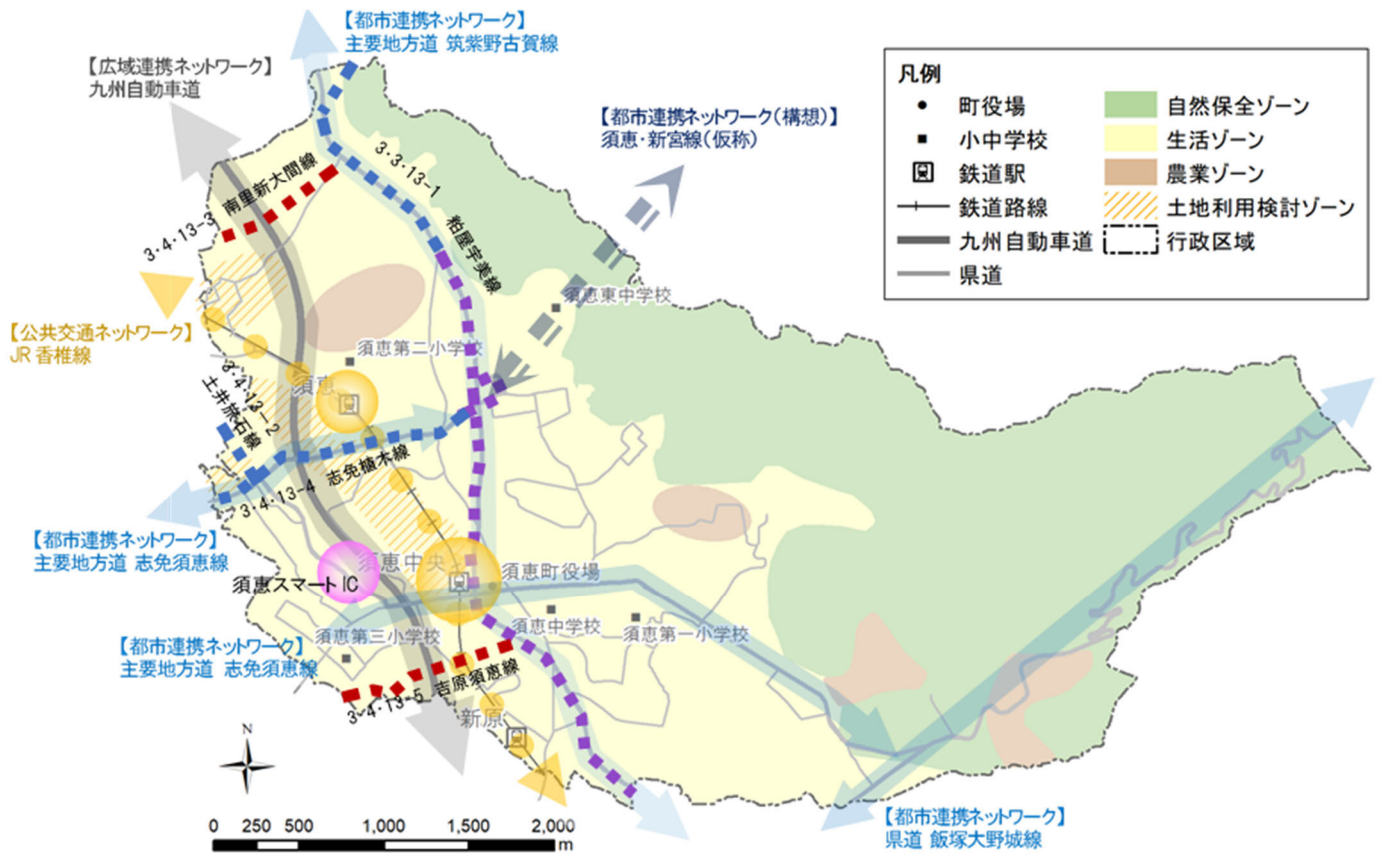 【都市連携ネットワーク】
主要地方道 筑紫野古賀線
【広域連携ネットワーク】
九州自動車道
【都市連携ネットワーク(構想)】
須恵・新宮線(仮称)
凡例
町役場
小中学校
鉄道駅
鉄道路線
九州自動車道
県道
自然保全ゾーン
生活ゾーン
農業ゾーン
土地利用検討ゾーン
行政区域
3・4・13-3 南里新大間線
3・3・13-1
粕屋宇美線
須恵東中学校
【公共交通ネットワーク】
JR 香椎線
須恵第二小学校
須恵
3・4・13-2
土井旅石線
3・4・13-4 志免植木線
【都市連携ネットワーク】
主要地方道 志免須恵線
須恵中央
須恵スマート IC
須恵町役場
須恵中学校
須恵第一小学校
須恵第三小学校
【都市連携ネットワーク】
主要地方道 志免須恵線
3・4・13-5 吉原須恵線
新原
N
【都市連携ネットワーク】
県道 飯塚大野城線
0 250 500 1,000 1,500 2,000
m